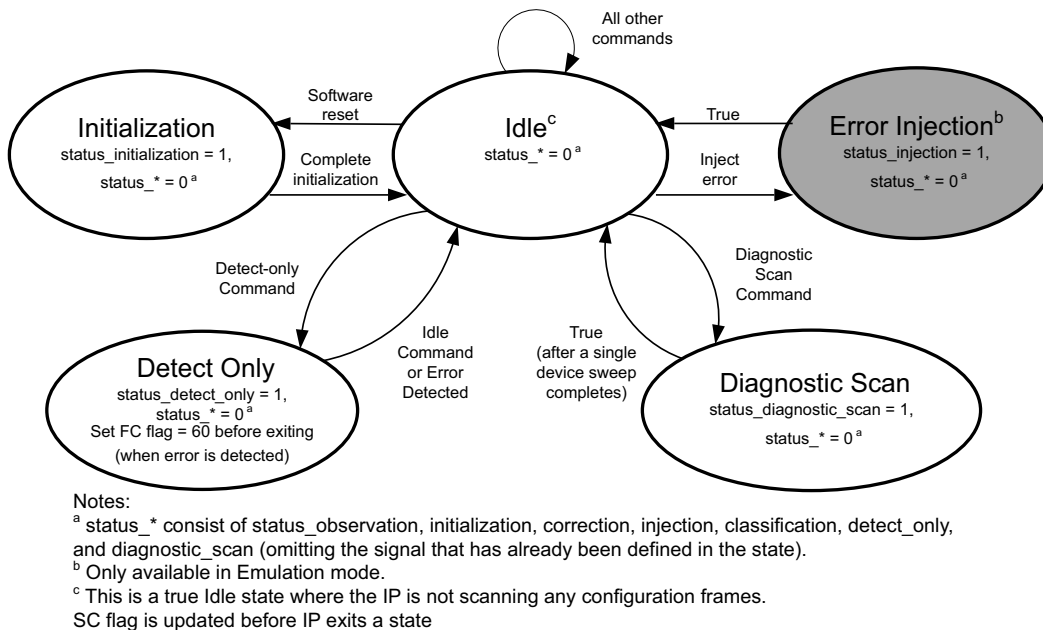 All other
commands
Software
reset
Initialization
status_initialization = 1,
status_* = 0 a
Complete
initialization
Idle c
status_* = 0 a
True
Inject
error
Error Injection b
status_injection = 1,
status_* = 0 a
Detect-only
Command
Idle
Command
or Error
Detected
True
(after a single
device sweep
completes)
Diagnostic
Scan
Command
Detect Only
status_detect_only = 1,
status_* = 0 a
Set FC flag = 60 before exiting
(when error is detected)
Diagnostic Scan
status_diagnostic_scan = 1,
status_* = 0 a
Notes:
a status_* consist of status_observation, initialization, correction, injection, classification, detect_only,
and diagnostic_scan (omitting the signal that has already been defined in the state).
b Only available in Emulation mode.
c This is a true Idle state where the IP is not scanning any configuration frames.
SC flag is updated before IP exits a state